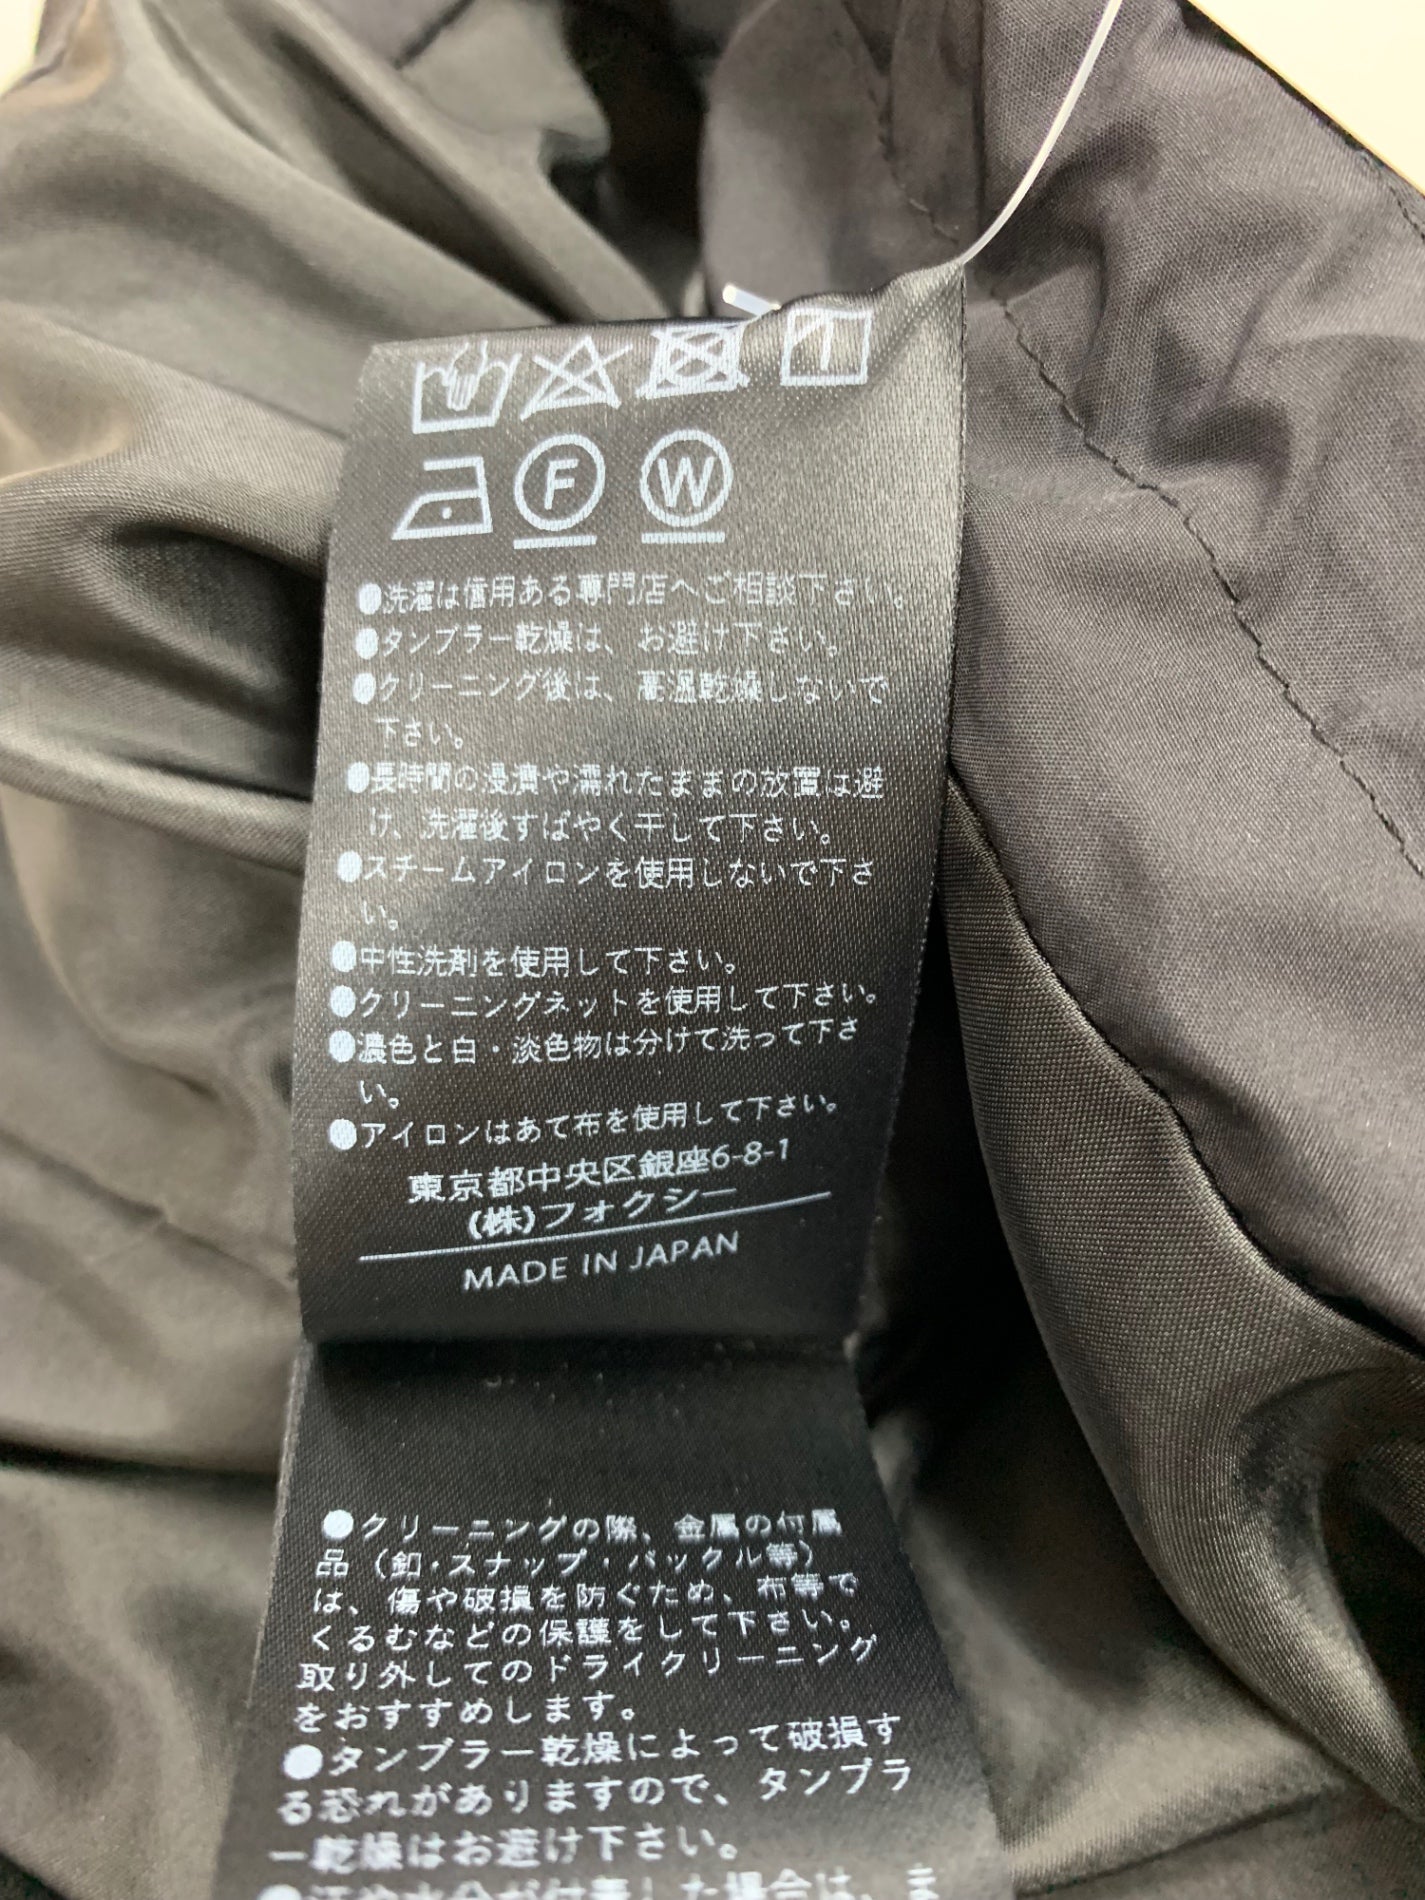 F W
●洗濯は信用ある専門店へご相談下さい。
●タンブラー乾燥は、お避け下さい。
●クリーニング後は、高温乾燥しないで
下さい。
●長時間の浸漬や濡れたままの放置は避
け、洗濯後すばやく干して下さい。
●スチームアイロンを使用しないで下さ
い。
●中性洗剤を使用して下さい。
●クリーニングネットを使用して下さい。
●濃色と白・淡色物は分けて洗って下さ
い。
●アイロンはあて布を使用して下さい。
東京都中央区銀座6-8-1
(株)フォクシー
MADE IN JAPAN
●クリーニングの際、金属の付属
品（釦・スナップ・バックル等）
は、傷や破損を防ぐため、布等で
くるむなどの保護をして下さい。
取り外してのドライクリーニング
をおすすめします。
●タンブラー乾燥によって破損す
る恐れがありますので、タンブラ
ー乾燥はお避け下さい。
●汗や水分が付着した場合は、ま